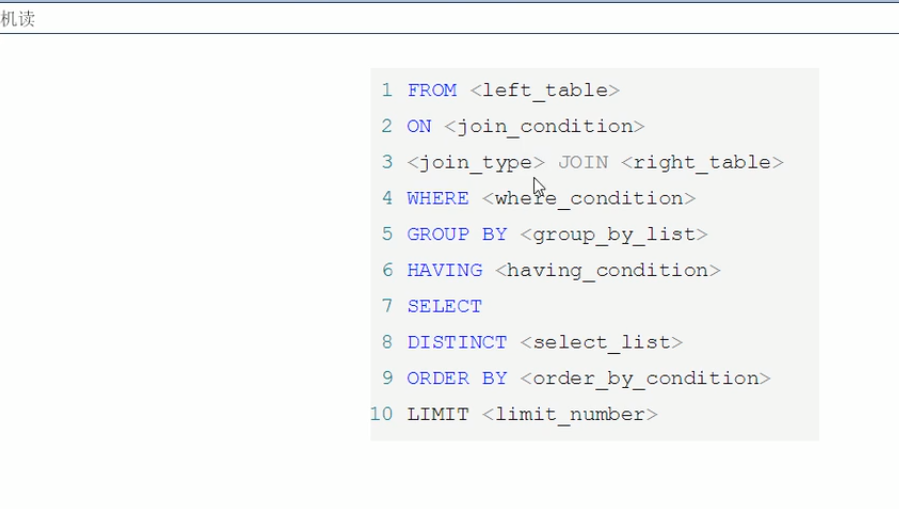 机读
1 FROM <left_table>
2 ON <join_condition>
3 <join_type> JOIN <right_table>
4 WHERE <where_condition>
5 GROUP BY <group_by_list>
6 HAVING <having_condition>
7 SELECT
8 DISTINCT <select_list>
9 ORDER BY <order_by_condition>
10 LIMIT <limit_number>